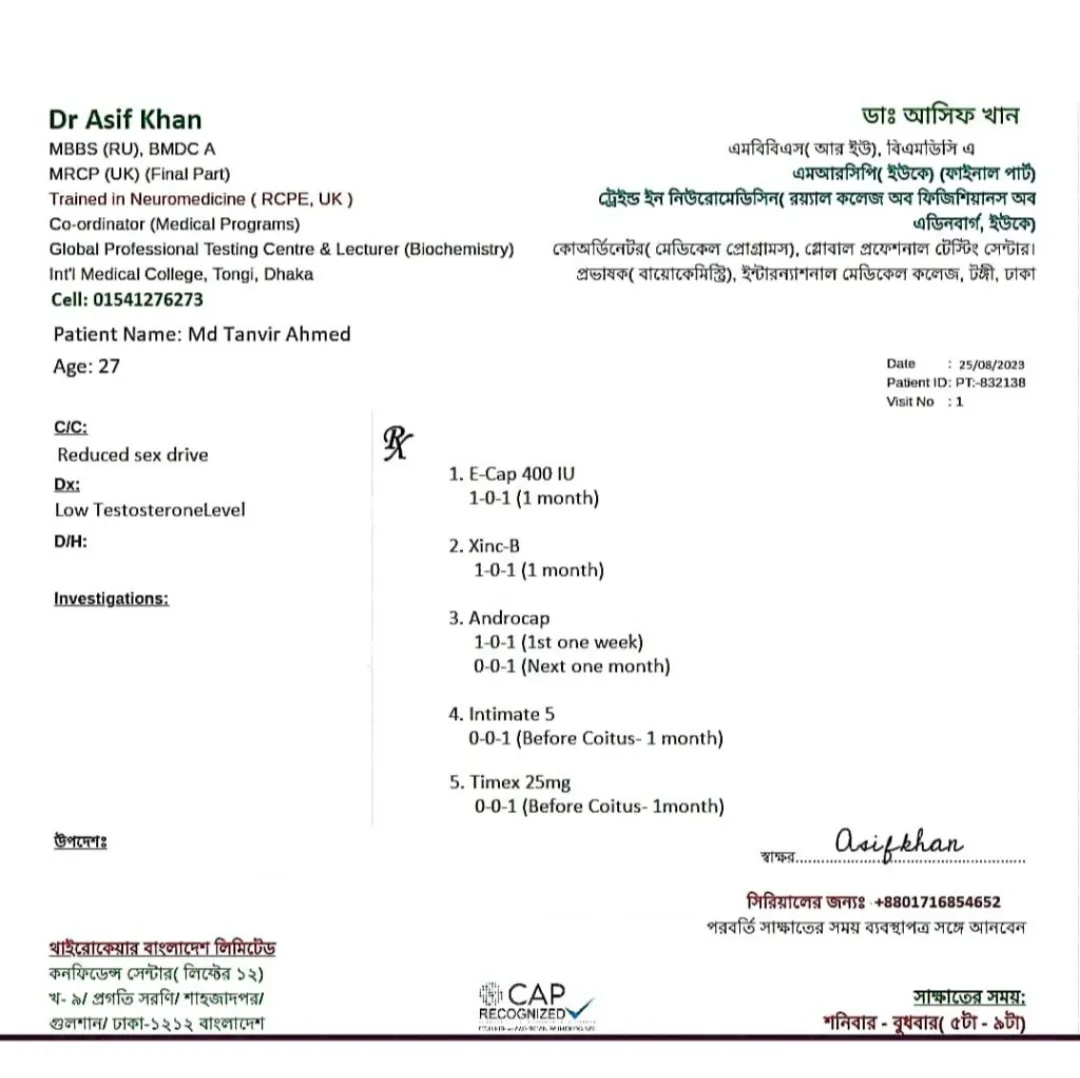 Dr Asif Khan
MBBS (RU), BMDC A
MRCP (UK) (Final Part)
Trained in Neuromedicine ( RCPE, UK )
Co-ordinator (Medical Programs)
Global Professional Testing Centre & Lecturer (Biochemistry)
Int'l Medical College, Tongi, Dhaka
Cell: 01541276273
ডাঃ আসিফ খান
এমবিবিএস( আর ইউ), বিএমডিসি এ
এমআরসিপি( ইউকে) (ফাইনাল পার্ট)
ট্রেইন্ড ইন নিউরোমেডিসিন( রয়্যাল কলেজ অব ফিজিশিয়ানস অব
এডিনবার্গ, ইউকে)
কোঅর্ডিনেটর( মেডিকেল প্রোগ্রামস), গ্লোবাল প্রফেশনাল টেস্টিং সেন্টার।
প্রভাষক( বায়োকেমিস্ট্রি), ইন্টারন্যাশনাল মেডিকেল কলেজ, টঙ্গী, ঢাকা
Patient Name: Md Tanvir Ahmed
Age: 27
Date : 25/08/2023
Patient ID: PT:-832138
Visit No : 1
C/C:
Reduced sex drive
Dx:
Low TestosteroneLevel
D/H:
Investigations:
Rx
1. E-Cap 400 IU
1-0-1 (1 month)
2. Xinc-B
1-0-1 (1 month)
3. Androcap
1-0-1 (1st one week)
0-0-1 (Next one month)
4. Intimate 5
0-0-1 (Before Coitus- 1 month)
5. Timex 25mg
0-0-1 (Before Coitus- 1month)
উপদেশঃ
স্বাক্ষর Asifkhan
সিরিয়ালের জন্যঃ +8801716854652
পরবর্তি সাক্ষাতের সময় ব্যবস্থাপত্র সঙ্গে আনবেন
থাইরোকেয়ার বাংলাদেশ লিমিটেড
কনফিডেন্স সেন্টার( লিফ্টের ১২)
খ- ৯/ প্রগতি সরণি/ শাহজাদপুর/
গুলশান/ ঢাকা-১২১২ বাংলাদেশ
CAP
RECOGNIZED
সাক্ষাতের সময়:
শনিবার - বুধবার( ৫টা - ৯টা)